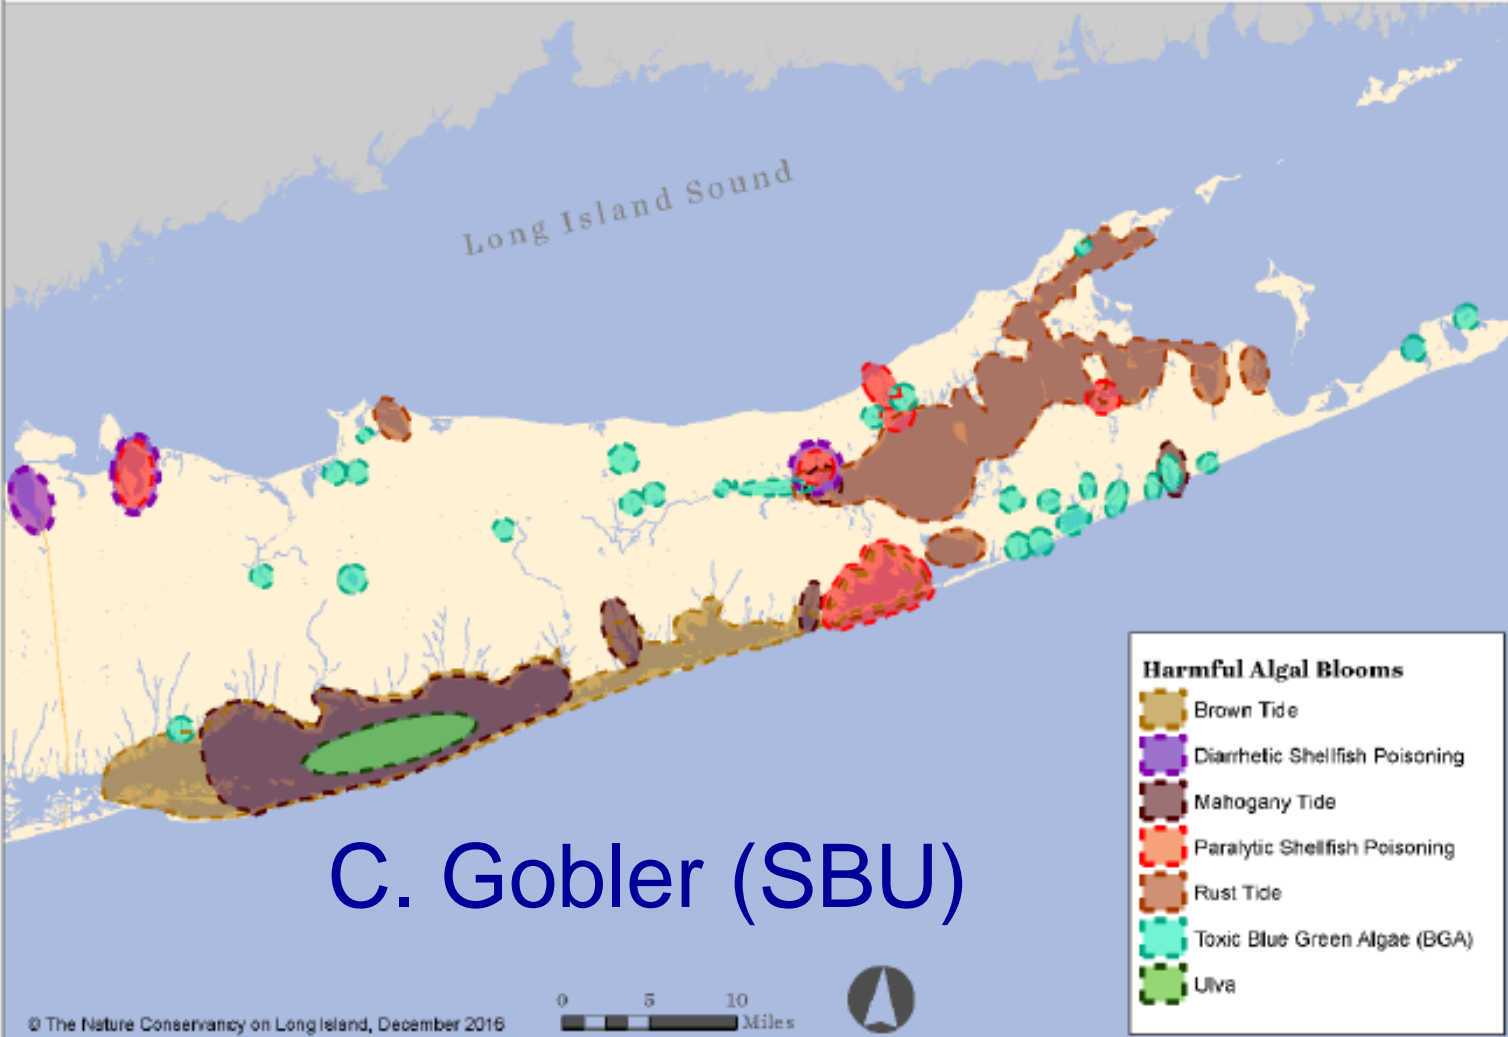 Long Island Sound
Harmful Algal Blooms
Brown Tide
Diarrhetic Shellfish Poisoning
Mahogany Tide
Paralytic Shellfish Poisoning
Rust Tide
Toxic Blue Green Algae (BGA)
Ulva
C. Gobler (SBU)
0 5 10
Miles
© The Nature Conservancy on Long Island, December 2016